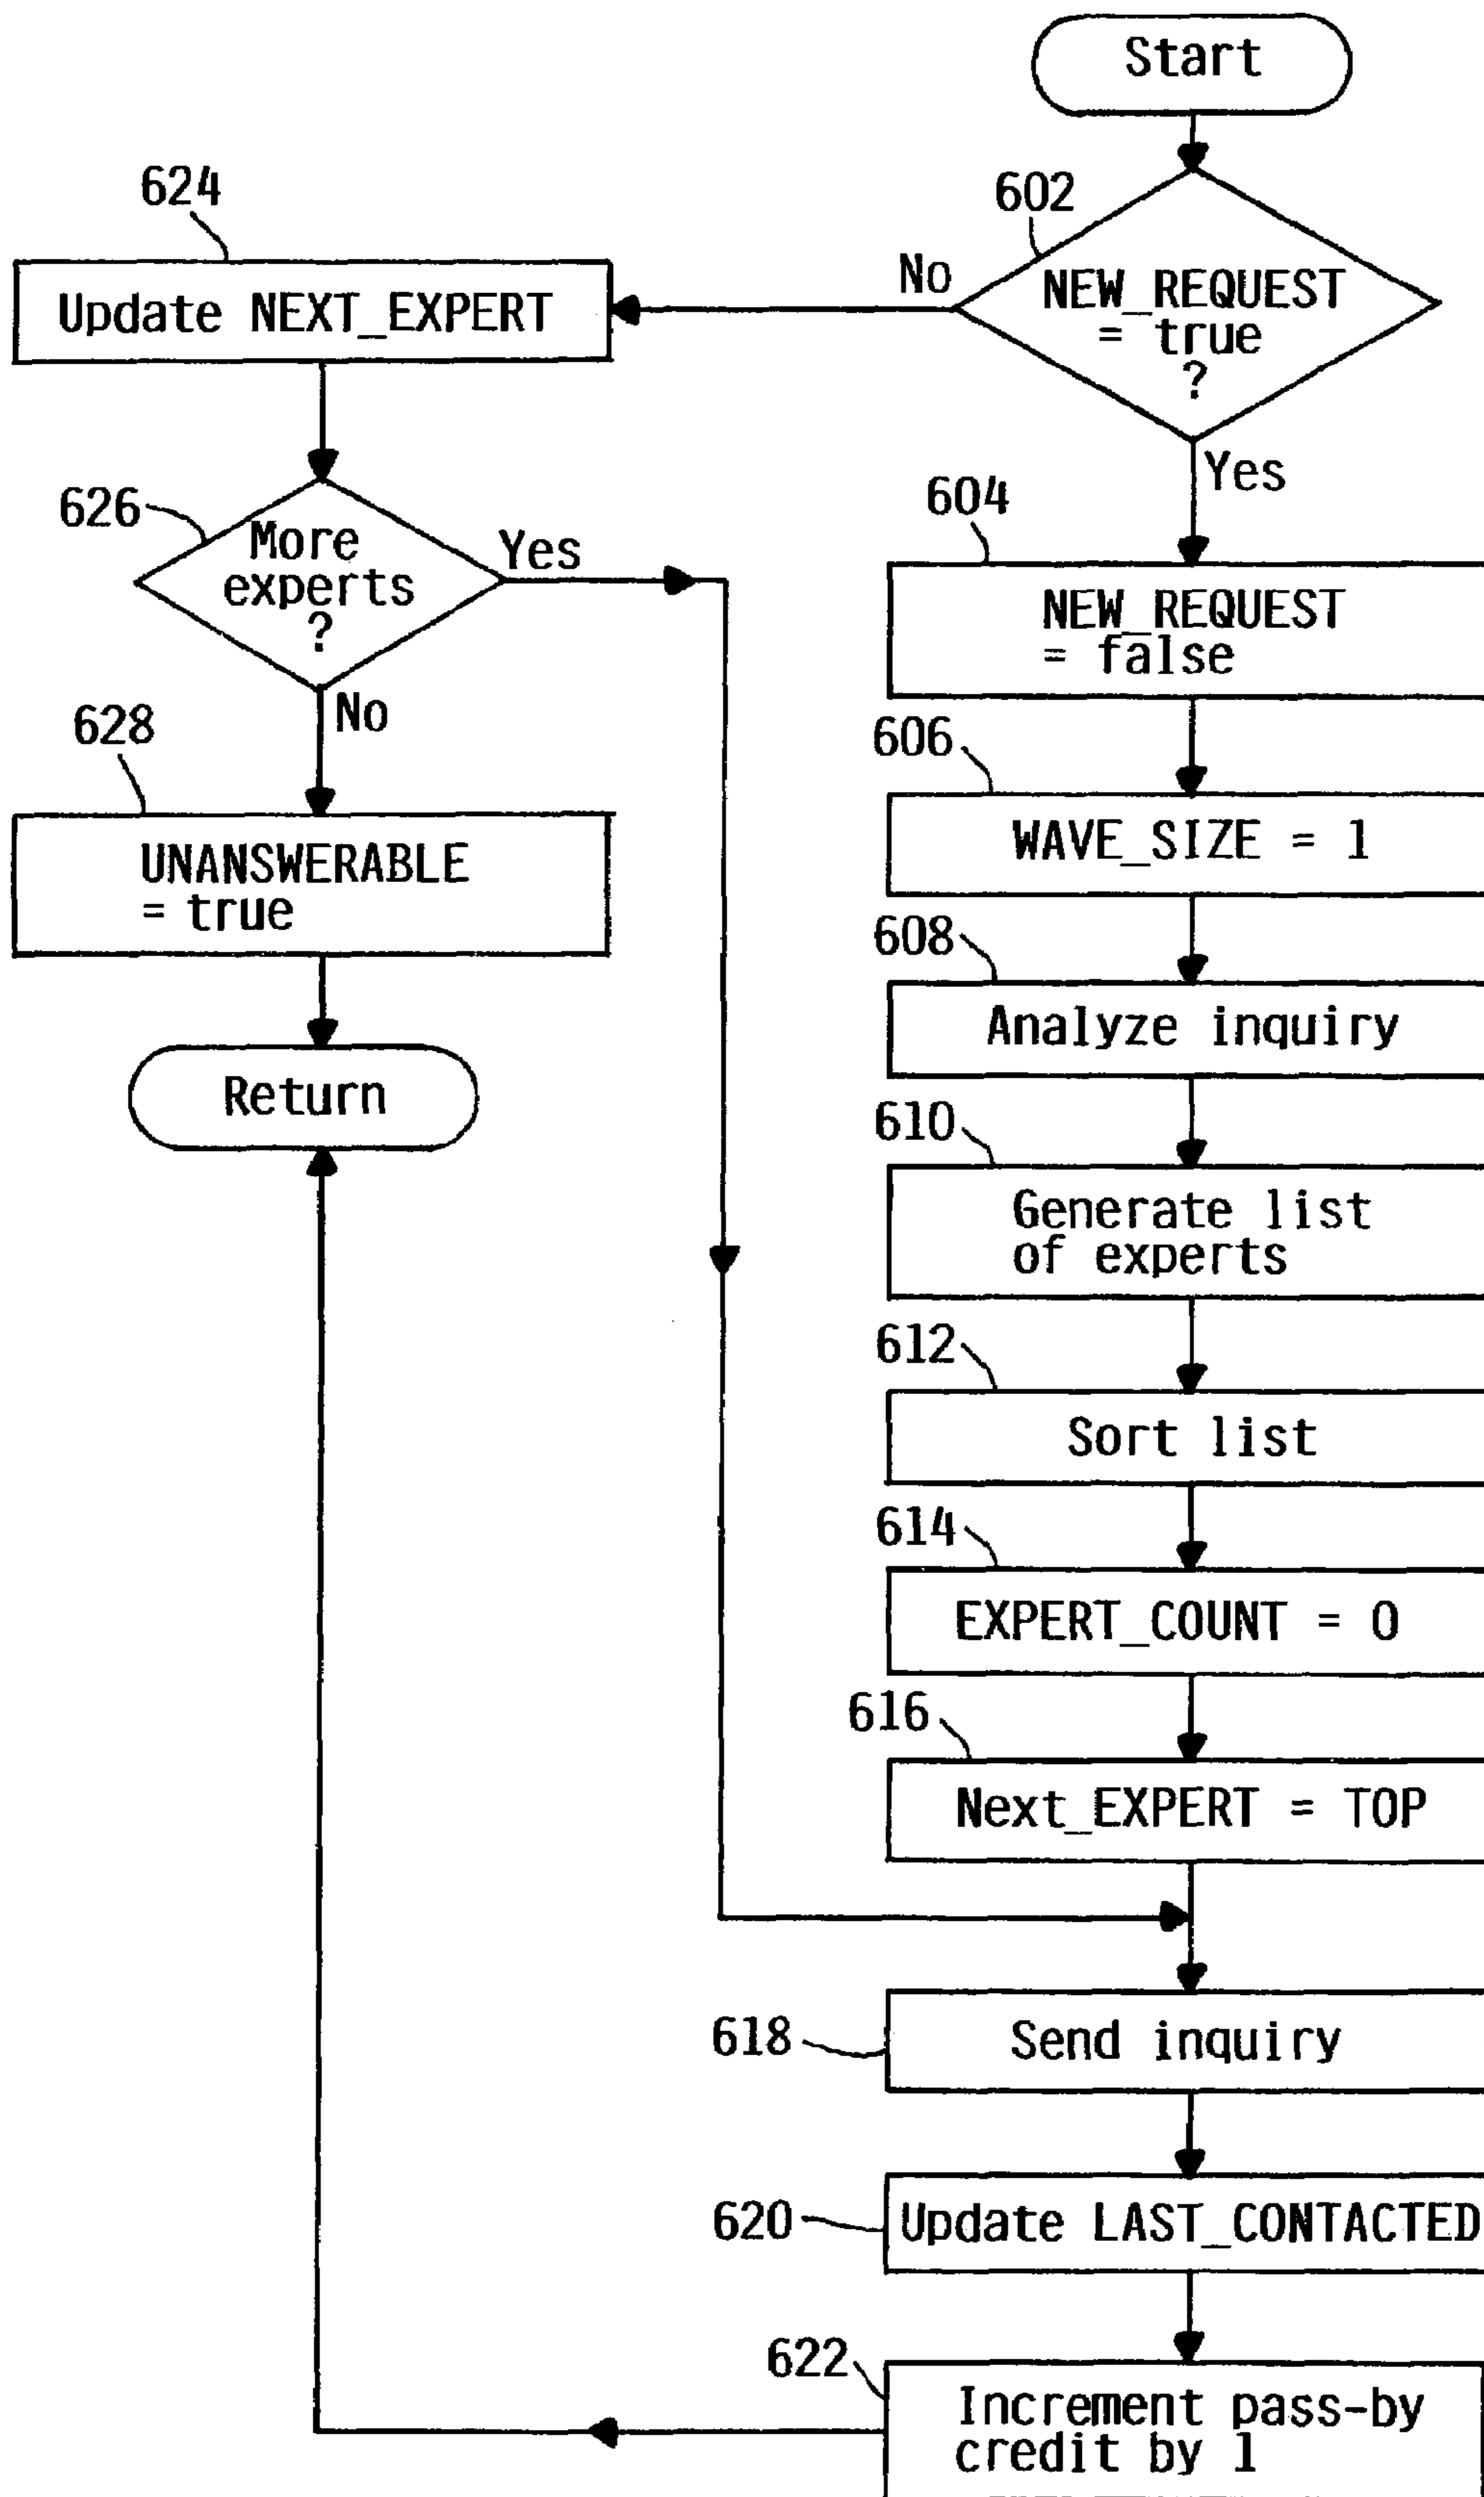 Start
602
NEW_REQUEST
= true
?
No
Yes
624
Update NEXT_EXPERT
626
More
experts
?
Yes
No
628
UNANSWERABLE
= true
Return
604
NEW_REQUEST
= false
606
WAVE_SIZE = 1
608
Analyze inquiry
610
Generate list
of experts
612
Sort list
614
EXPERT_COUNT = 0
616
Next_EXPERT = TOP
618
Send inquiry
620
Update LAST_CONTACTED
622
Increment pass-by
credit by 1